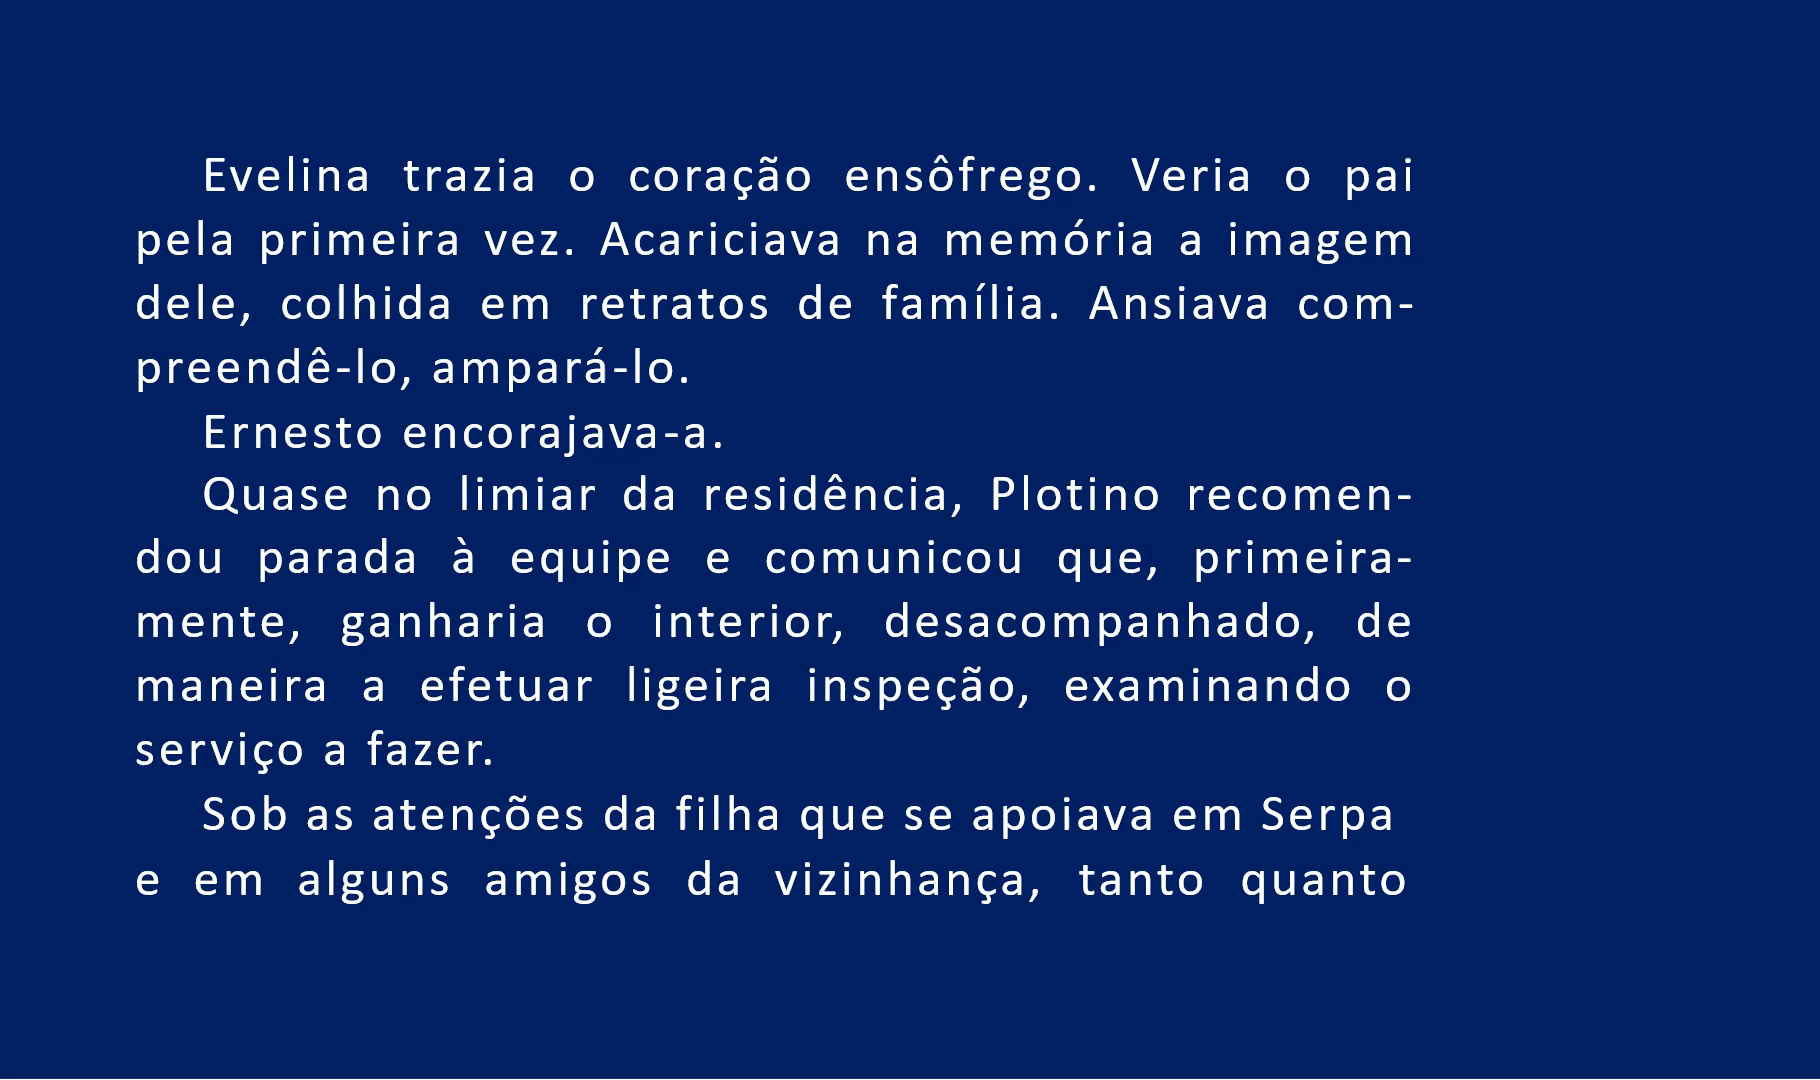 Evelina trazia o coração ensôfrego. Veria o pai
pela primeira vez. Acariciava na memória a imagem
dele, colhida em retratos de família. Ansiava com-
preendê-lo, ampará-lo.
Ernesto encorajava-a.
Quase no limiar da residência, Plotino recomen-
dou parada à equipe e comunicou que, primeira-
mente, ganharia o interior, desacompanhado, de
maneira a efetuar ligeira inspeção, examinando o
serviço a fazer.
Sob as atenções da filha que se apoiava em Serpa
e em alguns amigos da vizinhança, tanto quanto